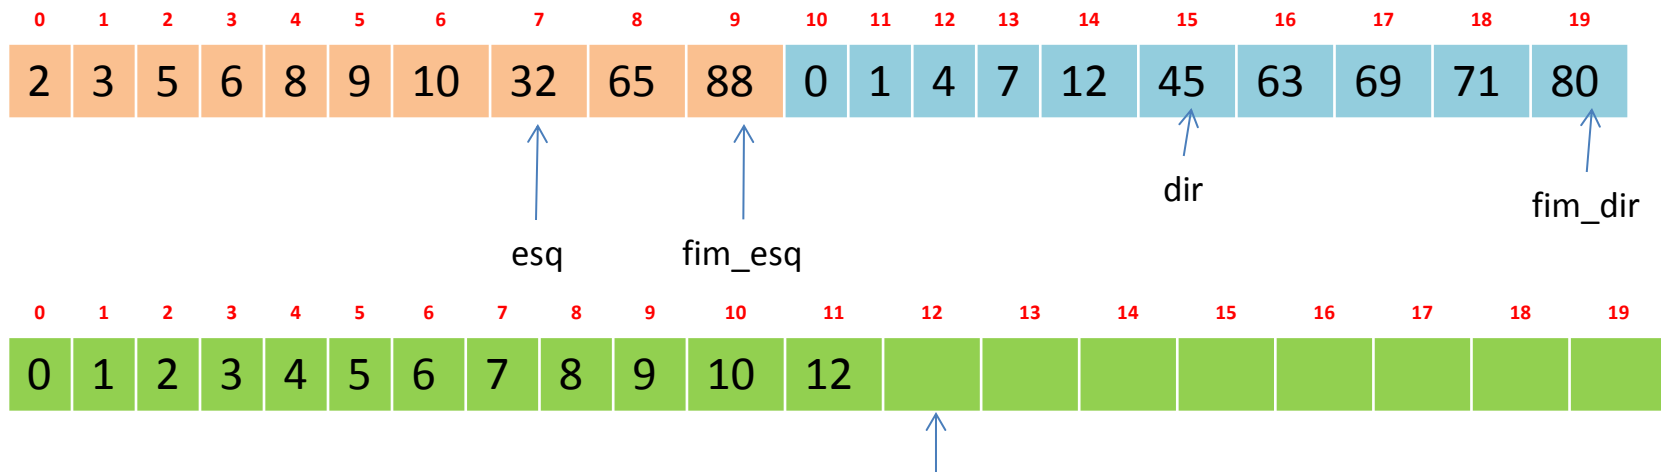 0 1 2 3 4 5 6 7 8 9 10 11 12 13 14 15 16 17 18 19
2 3 5 6 8 9 10 32 65 88 0 1 4 7 12 45 63 69 71 80
dir
fim_dir
esq fim_esq
0 1 2 3 4 5 6 7 8 9 10 11 12 13 14 15 16 17 18 19
0 1 2 3 4 5 6 7 8 9 10 12